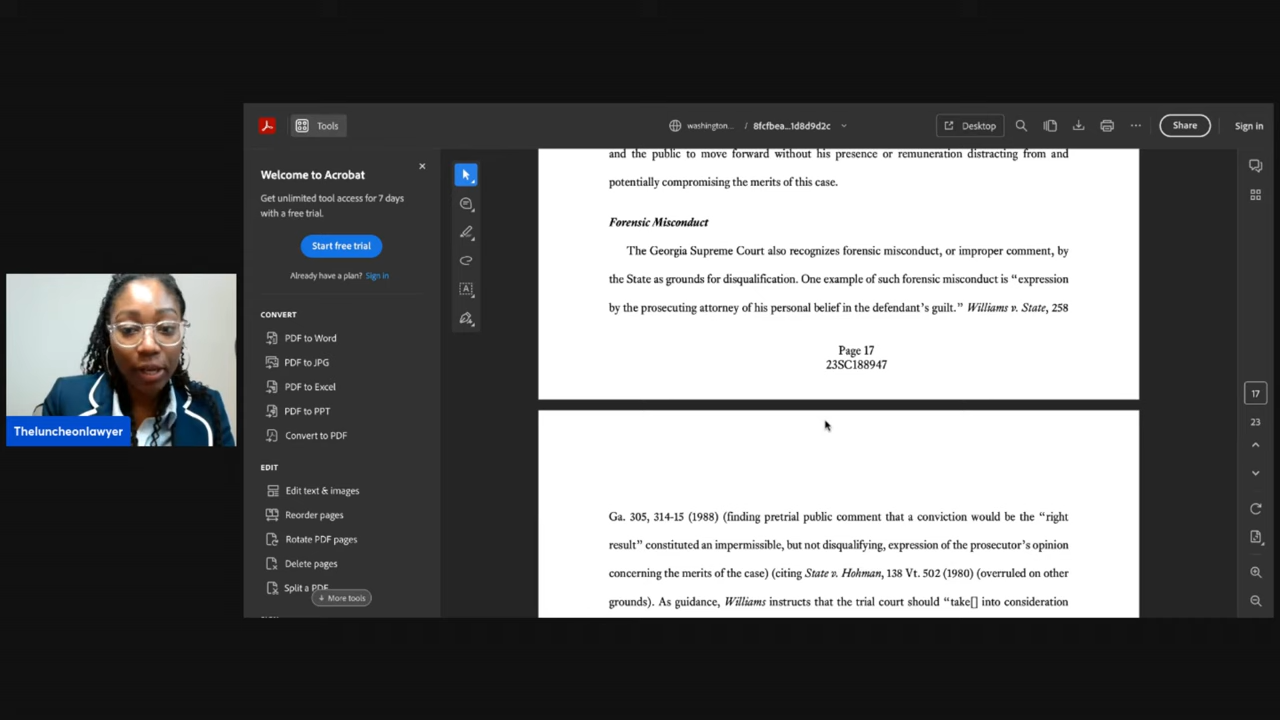 Tools
washington... / 8fcfbea...1d8d9d2c
Desktop
Share
Sign in
Welcome to Acrobat
Get unlimited tool access for 7 days
with a free trial.
Start free trial
Already have a plan? Sign in
CONVERT
PDF to Word
PDF to JPG
PDF to Excel
PDF to PPT
Convert to PDF
EDIT
Edit text & images
Reorder pages
Rotate PDF pages
Delete pages
Split a PDF
More tools
and the public to move forward without his presence or remuneration distracting from and
potentially compromising the merits of this case.
Forensic Misconduct
The Georgia Supreme Court also recognizes forensic misconduct, or improper comment, by
the State as grounds for disqualification. One example of such forensic misconduct is “expression
by the prosecuting attorney of his personal belief in the defendant’s guilt.” Williams v. State, 258
Page 17
23SC188947
Ga. 305, 314-15 (1988) (finding pretrial public comment that a conviction would be the “right
result” constituted an impermissible, but not disqualifying, expression of the prosecutor’s opinion
concerning the merits of the case) (citing State v. Hohman, 138 Vt. 502 (1980) (overruled on other
grounds). As guidance, Williams instructs that the trial court should “take[] into consideration
17
23
Theluncheonlawyer